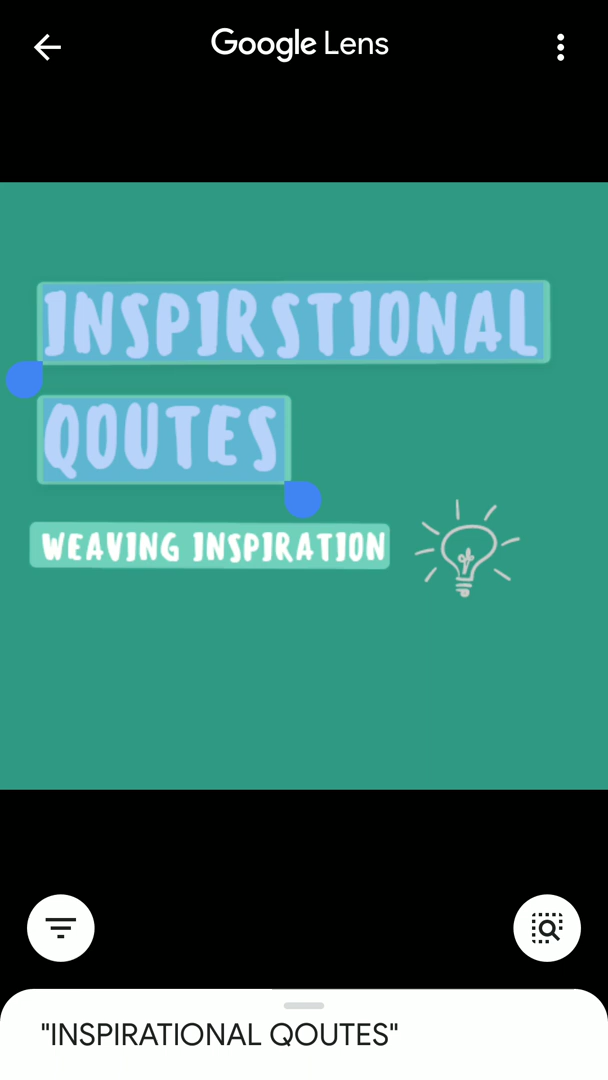 Google Lens
INSPIRSTIONAL
QOUTES
WEAVING INSPIRATION
"INSPIRATIONAL QOUTES"